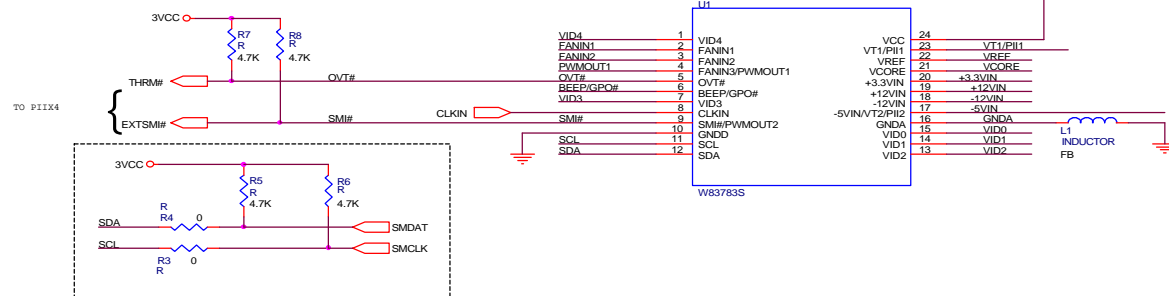 U1
3VCC
R7
R
4.7K
R8
R
4.7K
VID4 1 VID4 VCC 24
FANIN1 2 FANIN1 VT1/PII1 23 VT1/PII1
FANIN2 3 FANIN2 VREF 22 VREF
PWMOUT1 4 FANIN3/PWMOUT1 VCORE 21 VCORE
THRM# OVT# OVT# 5 OVT# +3.3VIN 20 +3.3VIN
BEEP/GPO# 6 BEEP/GPO# +12VIN 19 +12VIN
VID3 7 VID3 -12VIN 18 -12VIN
TO PIIX4
CLKIN 8 CLKIN -5VIN/VT2/PII2 17 -5VIN
EXTSMI# SMI# SMI# 9 SMI#/PWMOUT2 GNDA 16 GNDA
10 GNDD VID0 15 VID0
SCL 11 SCL VID1 14 VID1
SDA 12 SDA VID2 13 VID2
L1
INDUCTOR
FB
W83783S
3VCC
R5
R
4.7K
R6
R
4.7K
R
R4 0
SDA SMDAT
SCL SMCLK
R3 0
R